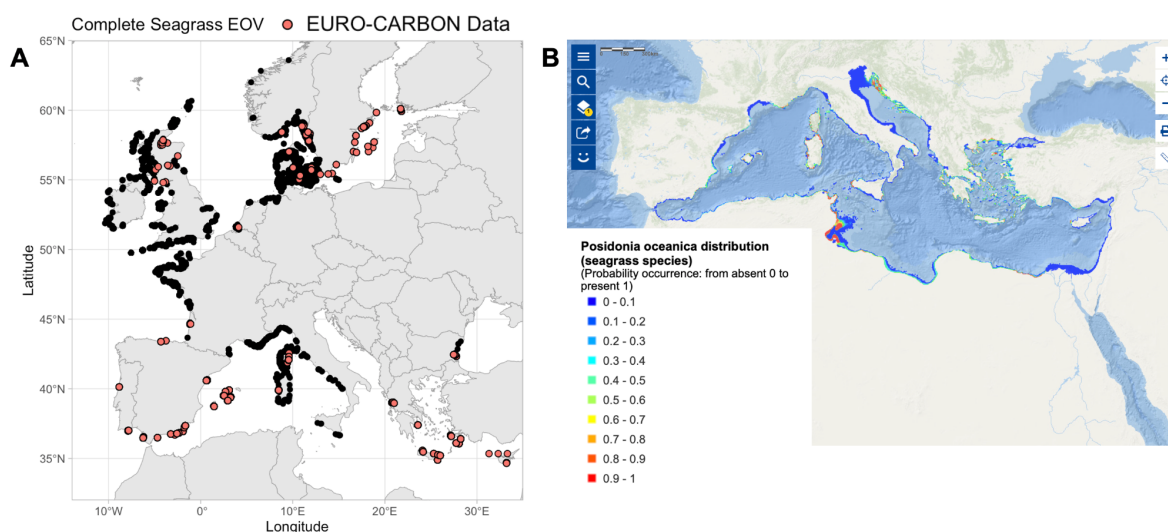 Complete Seagrass EOV EURO-CARBON Data
A
65°N
60°N
55°N
50°N
45°N
40°N
35°N
Latitude
10°W 0° 10°E 20°E 30°E
Longitude
B
Posidonia oceanica distribution
(seagrass species)
(Probability occurrence: from absent 0 to
present 1)
0 - 0.1
0.1 - 0.2
0.2 - 0.3
0.3 - 0.4
0.4 - 0.5
0.5 - 0.6
0.6 - 0.7
0.7 - 0.8
0.8 - 0.9
0.9 - 1